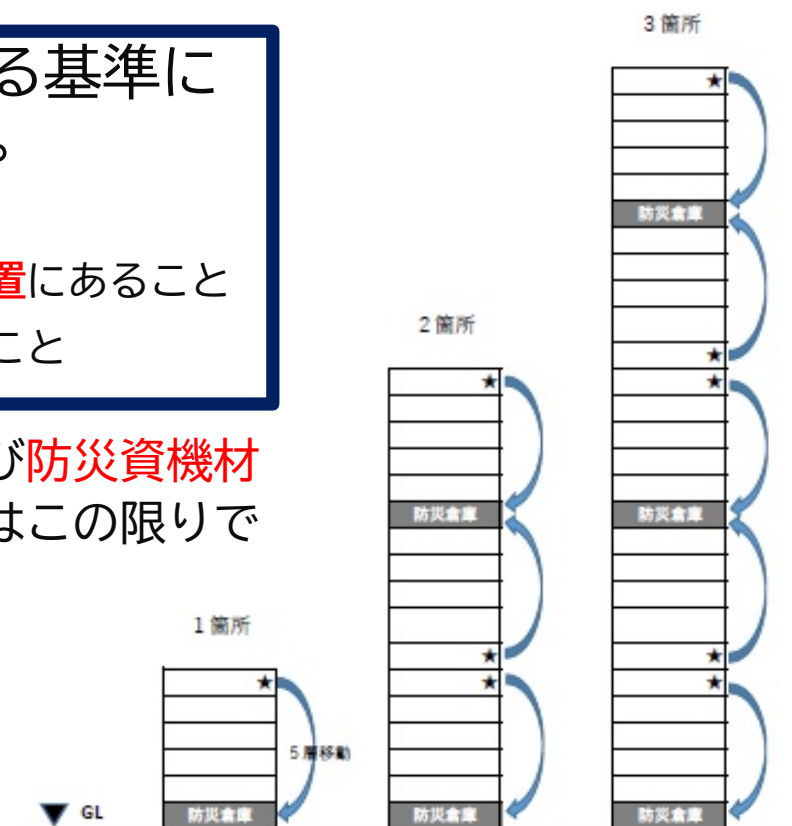 る基準に
。
置にあること
こと
び防災資機材
はこの限りで
3箇所
★
防災倉庫
★
★
防災倉庫
★
★
防災倉庫
2箇所
★
防災倉庫
★
★
防災倉庫
1箇所
★
5層移動
防災倉庫
▼ GL